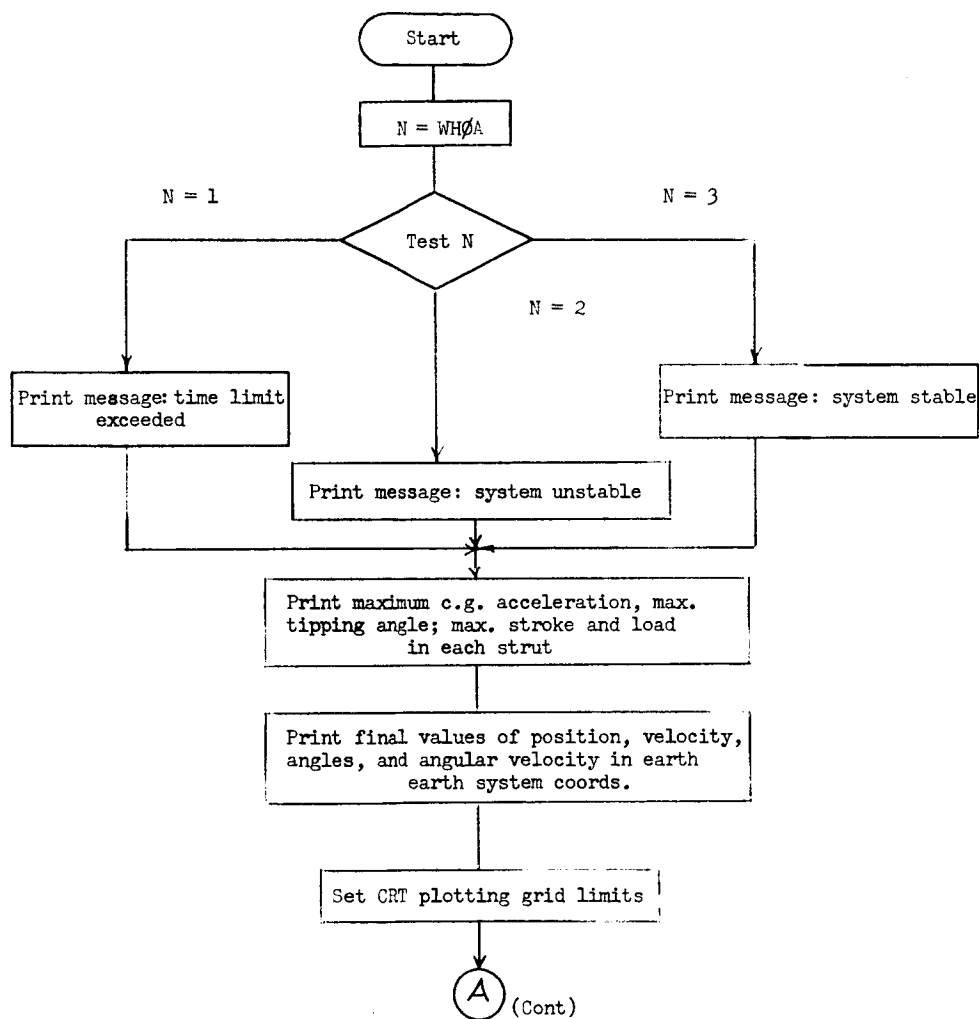 Start
N = WHØA
N = 1
N = 3
Test N
N = 2
Print message: time limit
exceeded
Print message: system stable
Print message: system unstable
Print maximum c.g. acceleration, max.
tipping angle; max. stroke and load
in each strut
Print final values of position, velocity,
angles, and angular velocity in earth
earth system coords.
Set CRT plotting grid limits
A
(Cont)